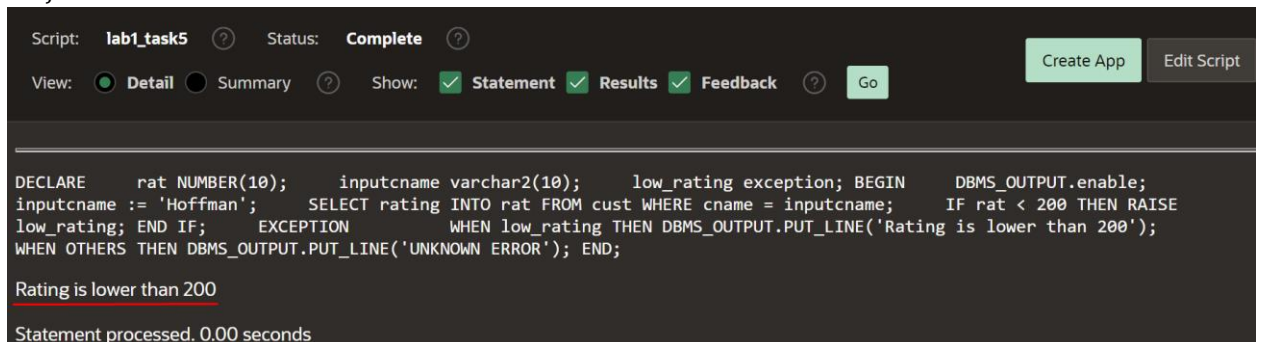 Script: lab1_task5 ? Status: Complete ?
Create App Edit Script
View: Detail Summary ? Show: Statement Results Feedback ? Go
DECLARE rat NUMBER(10); inputcname varchar2(10); low_rating exception; BEGIN DBMS_OUTPUT.enable;
inputcname := 'Hoffman'; SELECT rating INTO rat FROM cust WHERE cname = inputcname; IF rat < 200 THEN RAISE
low_rating; END IF; EXCEPTION WHEN low_rating THEN DBMS_OUTPUT.PUT_LINE('Rating is lower than 200');
WHEN OTHERS THEN DBMS_OUTPUT.PUT_LINE('UNKNOWN ERROR'); END;
Rating is lower than 200
Statement processed. 0.00 seconds